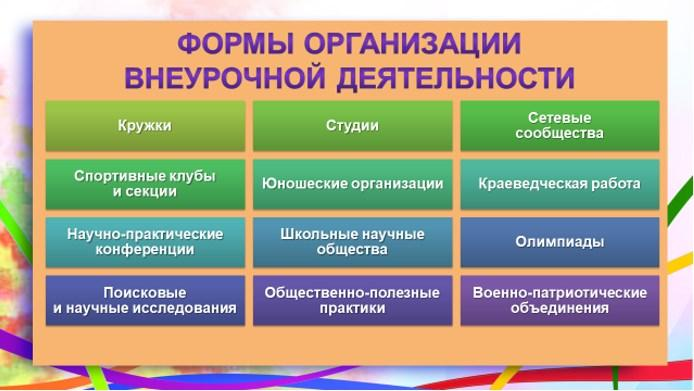 ФОРМЫ ОРГАНИЗАЦИИ
ВНЕУРОЧНОЙ ДЕЯТЕЛЬНОСТИ
Кружки
Студии
Сетевые
сообщества
Спортивные клубы
и секции
Юношеские организации
Краеведческая работа
Научно-практические
конференции
Школьные научные
общества
Олимпиады
Поисковые
и научные исследования
Общественно-полезные
практики
Военно-патриотические
объединения